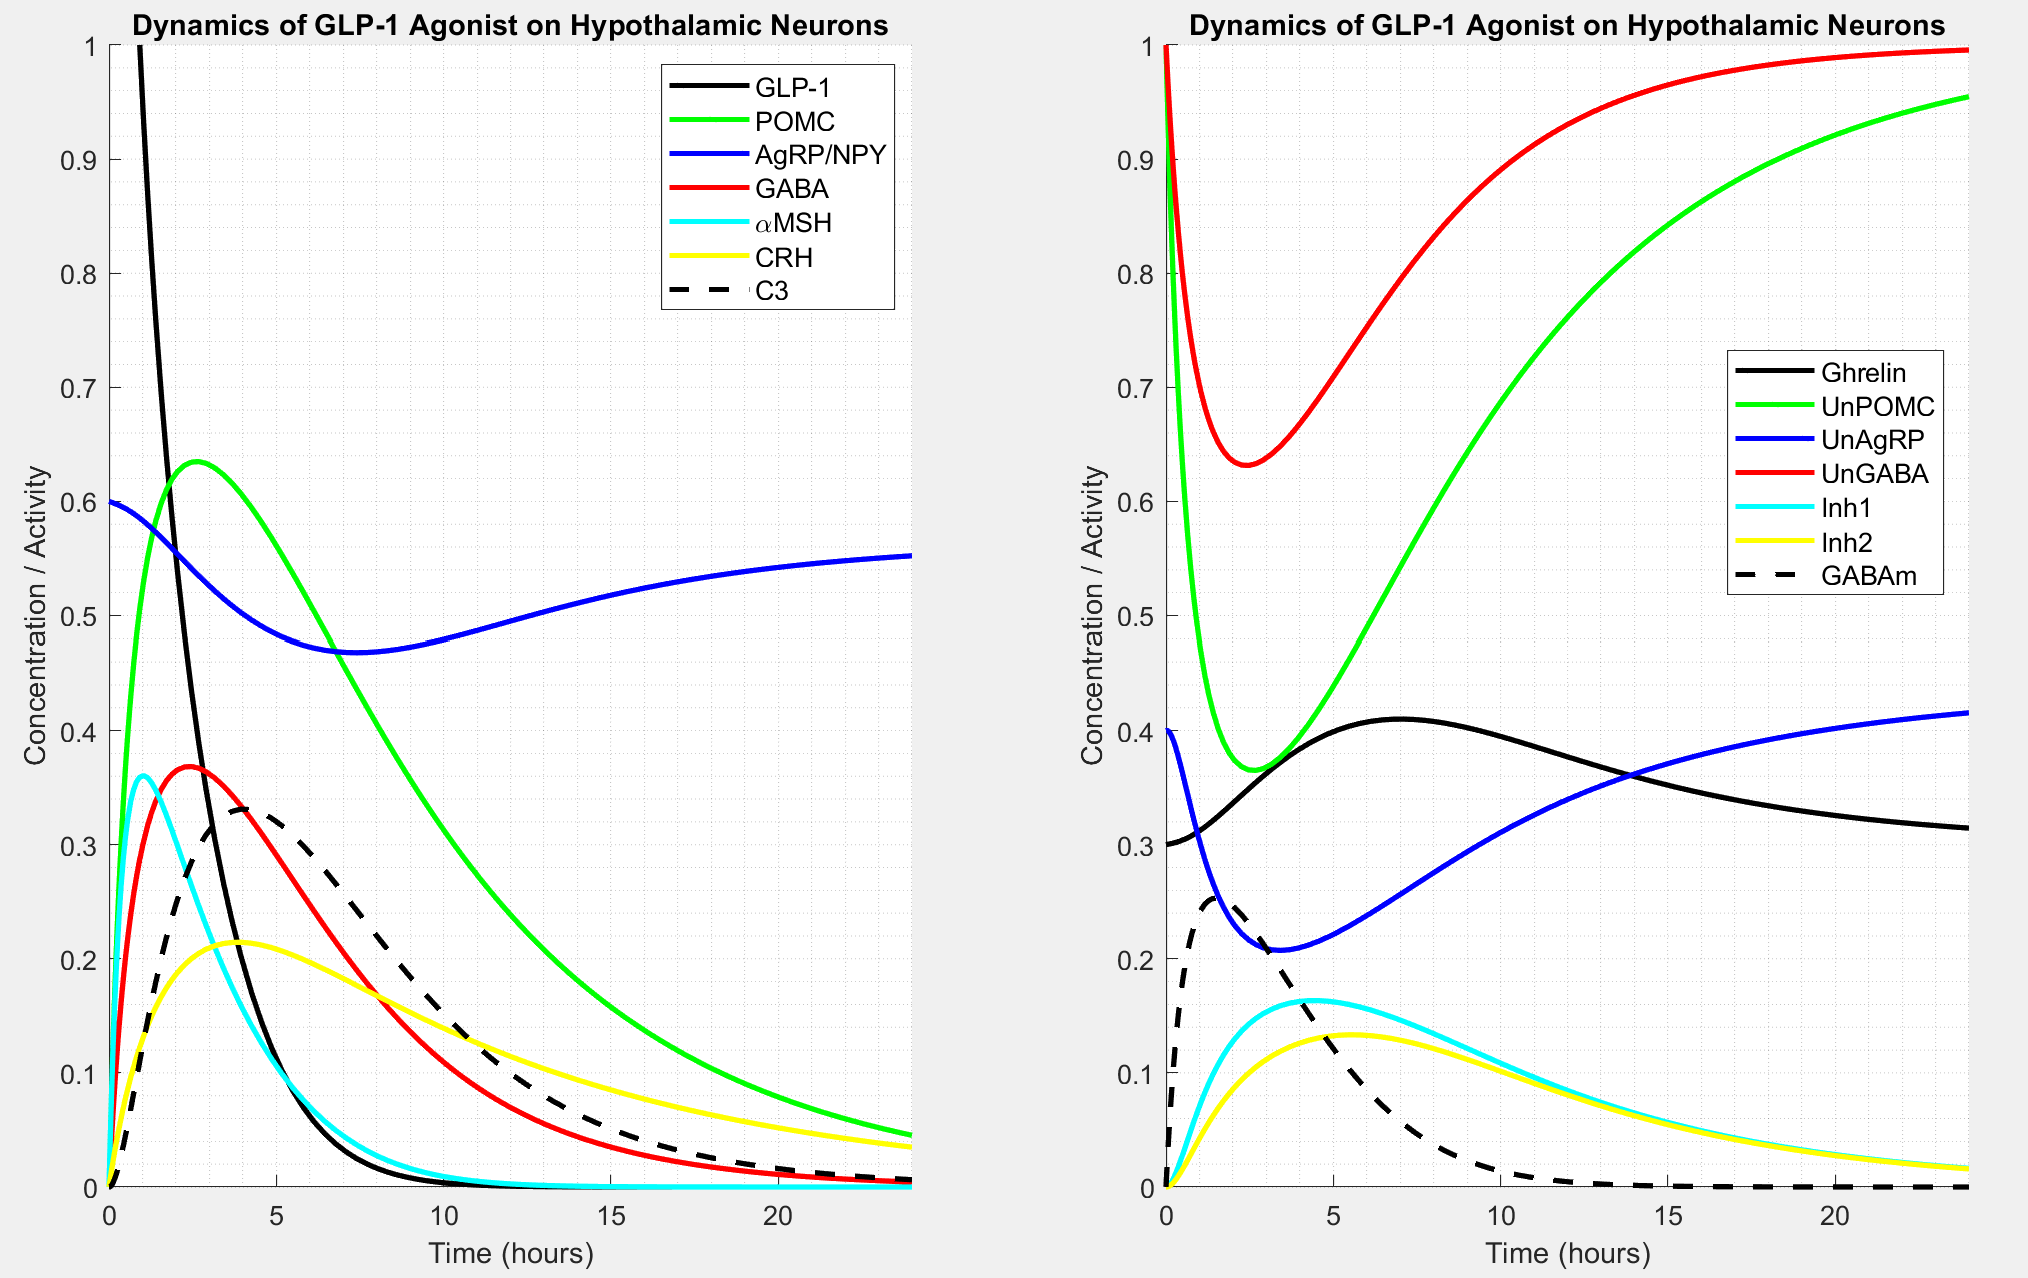 Dynamics of GLP-1 Agonist on Hypothalamic Neurons
1
0.9
0.8
0.7
0.6
0.5
0.4
0.3
0.2
0.1
0
0
5
10
15
20
Concentration / Activity
Time (hours)
GLP-1
POMC
AgRP/NPY
GABA
αMSH
CRH
C3
Dynamics of GLP-1 Agonist on Hypothalamic Neurons
1
0.9
0.8
0.7
0.6
0.5
0.4
0.3
0.2
0.1
0
0
5
10
15
20
Concentration / Activity
Time (hours)
Ghrelin
UnPOMC
UnAgRP
UnGABA
Inh1
Inh2
GABAm